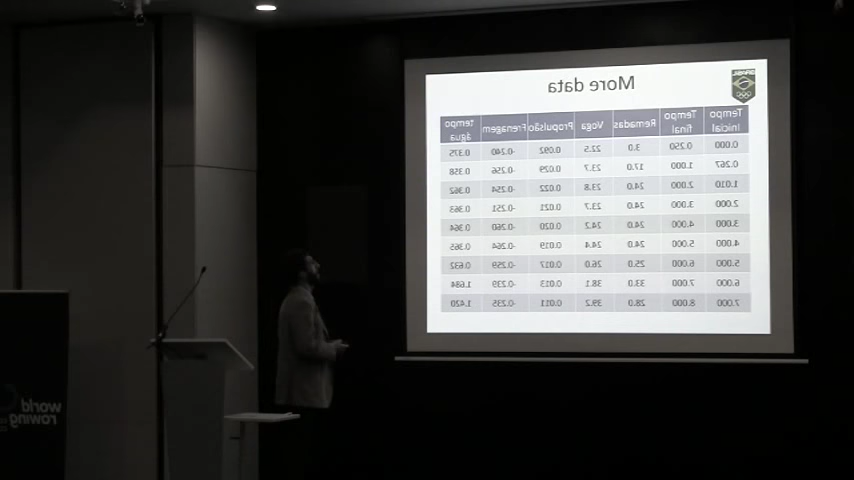 BRASIL
More data
Tempo Inicial Tempo final Remadas Voga Propulsão Frenagem tempo água
0.000 0.250 3.0 22.5 0.092 -0.240 0.375
0.267 1.000 17.0 23.7 0.029 -0.256 0.358
1.010 2.000 24.0 23.8 0.022 -0.254 0.362
2.000 3.000 24.0 23.7 0.021 -0.251 0.363
3.000 4.000 24.0 24.2 0.020 -0.260 0.364
4.000 5.000 24.0 24.4 0.019 -0.264 0.365
5.000 6.000 25.0 26.0 0.017 -0.259 0.632
6.000 7.000 33.0 38.1 0.013 -0.239 1.684
7.000 8.000 28.0 39.2 0.011 -0.235 1.420
world
rowing